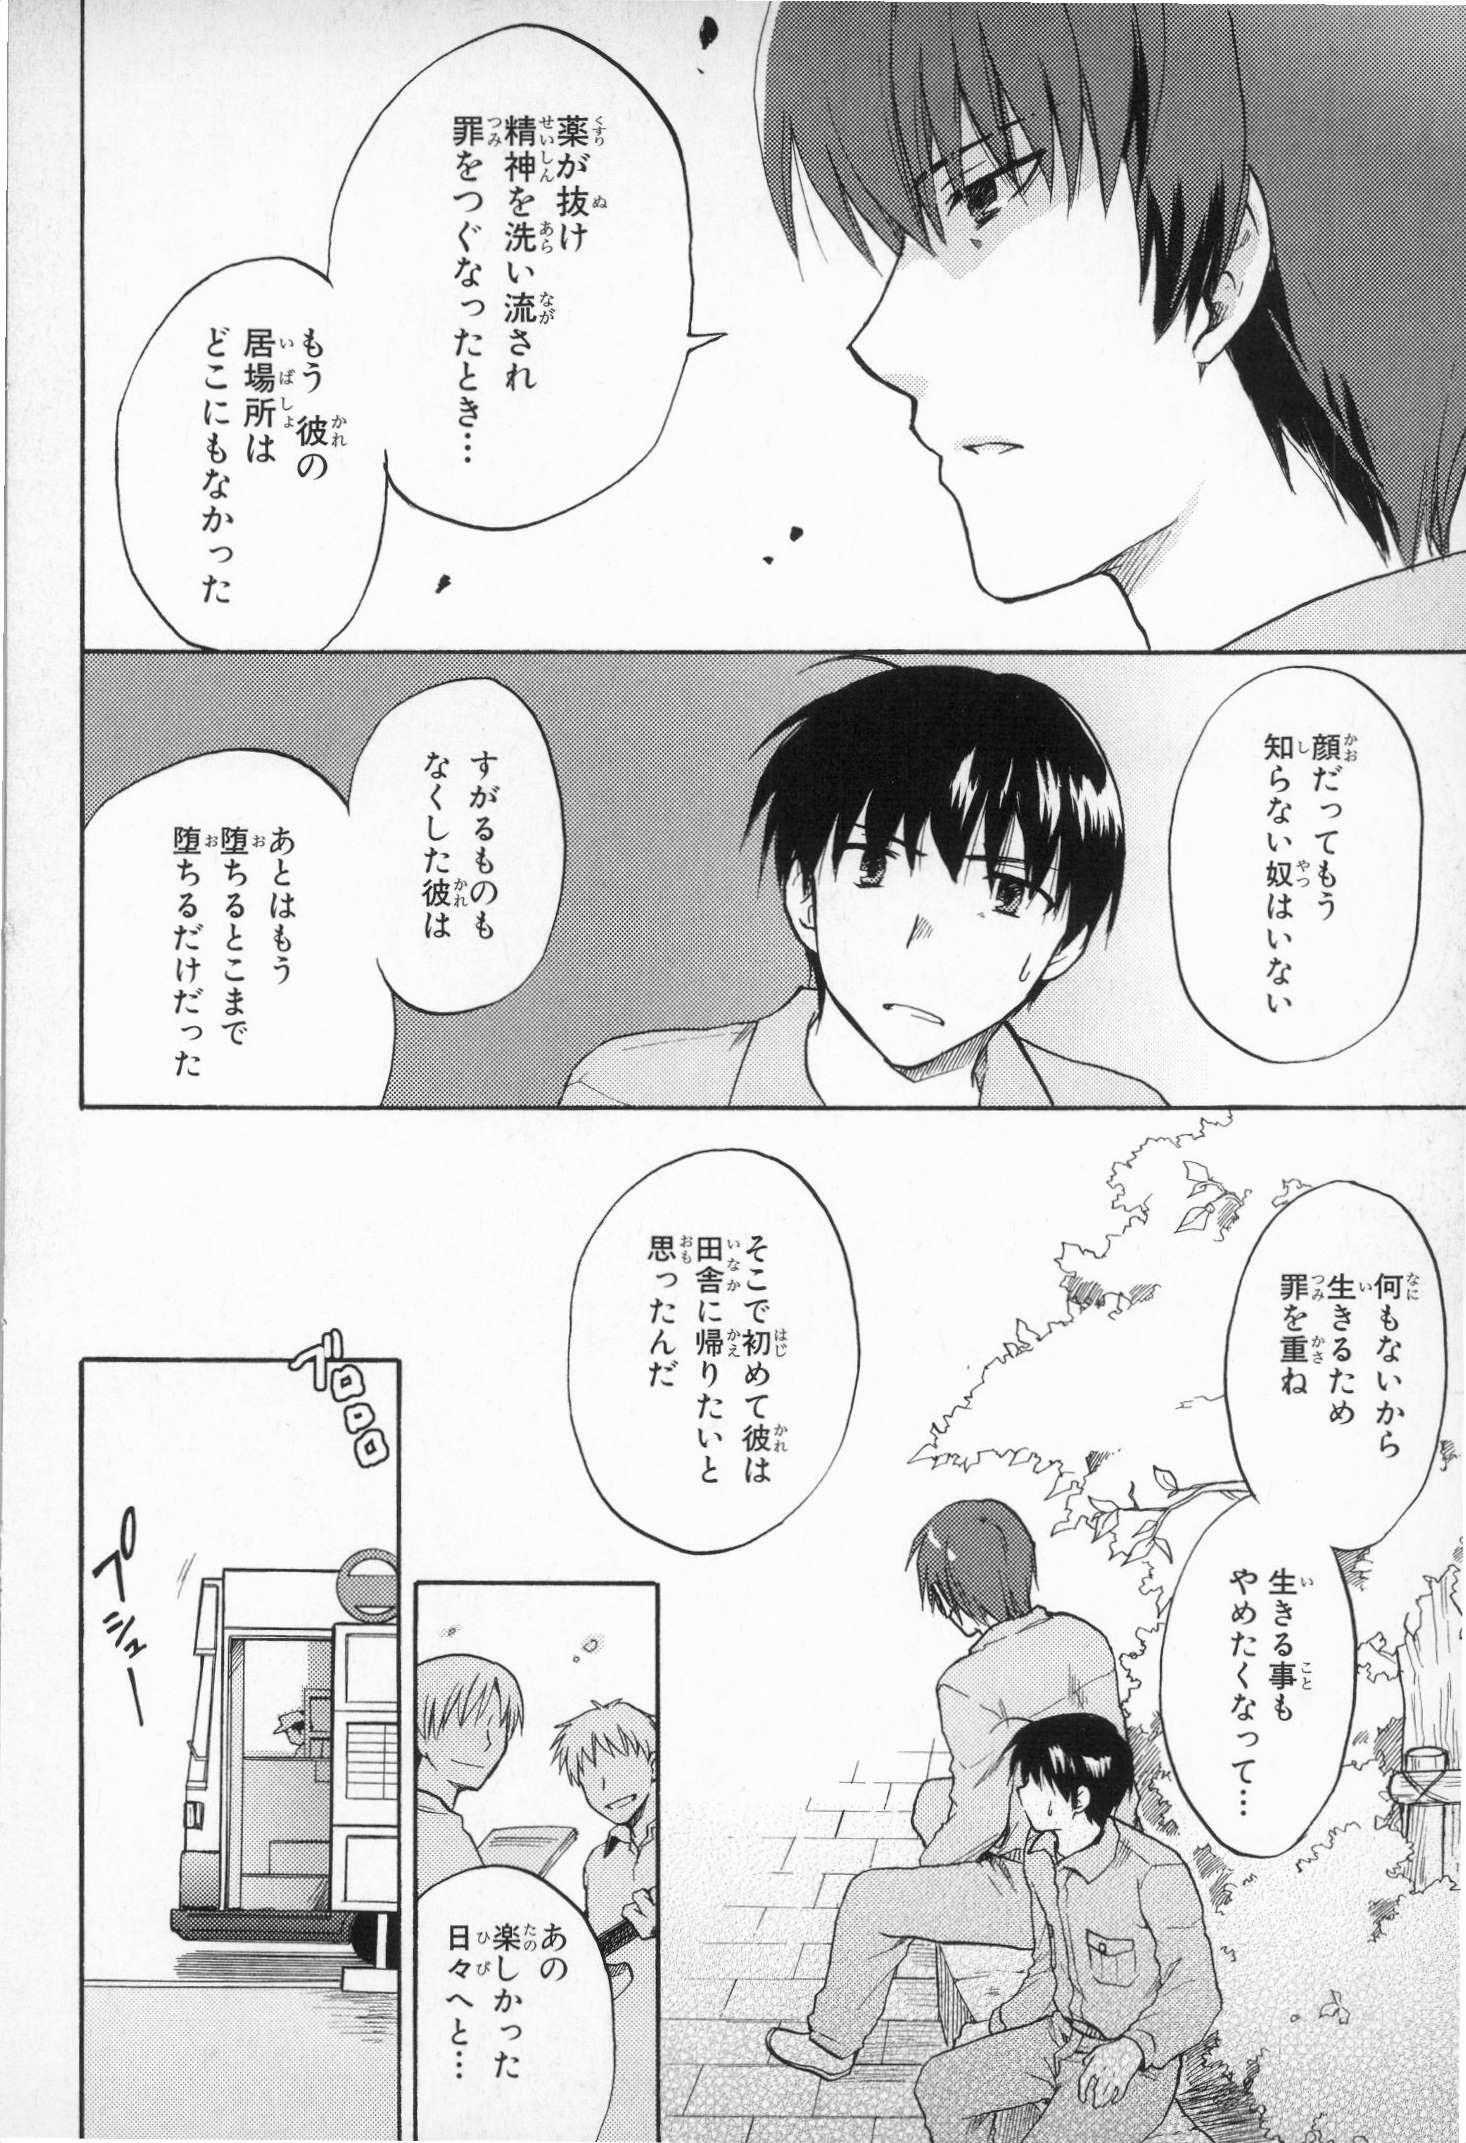 薬が抜け
精神を洗い流され
罪をつぐなったとき…
もう 彼の
居場所は
どこにもなかった
顔だってもう
知らない奴はいない
すがるものも
なくした彼は
あとはもう
堕ちるとこまで
堕ちるだけだった
何もないから
生きるため
罪を重ね
生きる事も
やめたくなって…
そこで初めて彼は
田舎に帰りたいと
思ったんだ
あの
楽しかった
日々へと…
ブロロロ
プシュー